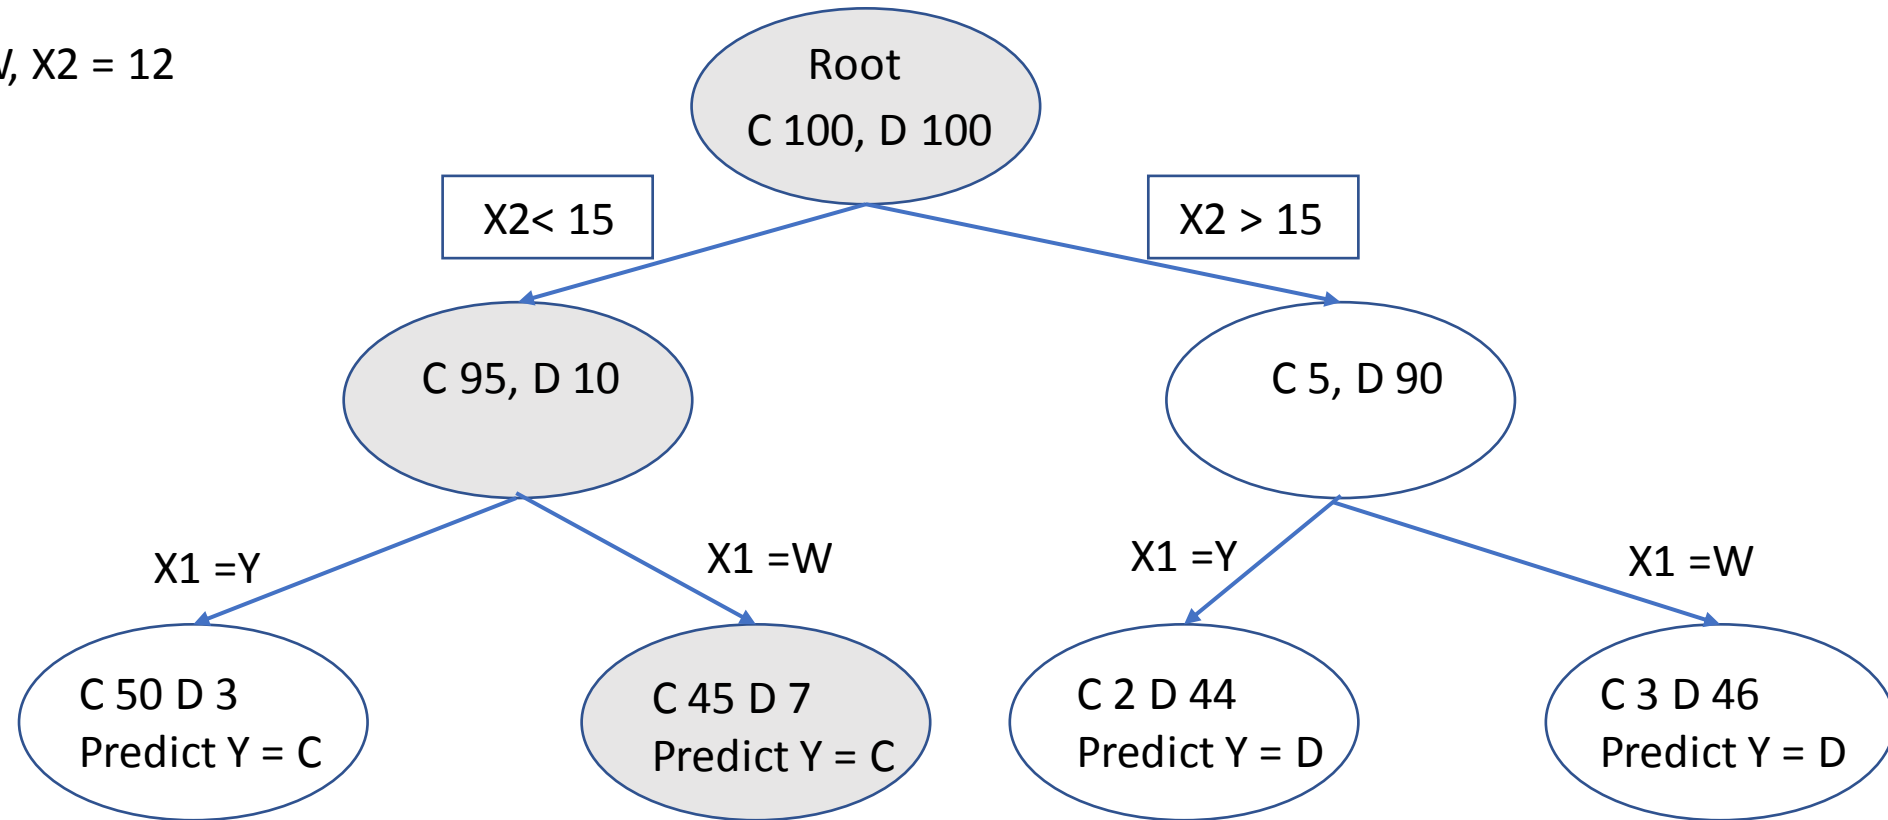 , X2 = 12
Root
C 100, D 100
X2< 15
X2 > 15
C 95, D 10
C 5, D 90
X1 =Y
X1 =W
X1 =Y
X1 =W
C 50 D 3
Predict Y = C
C 45 D 7
Predict Y = C
C 2 D 44
Predict Y = D
C 3 D 46
Predict Y = D